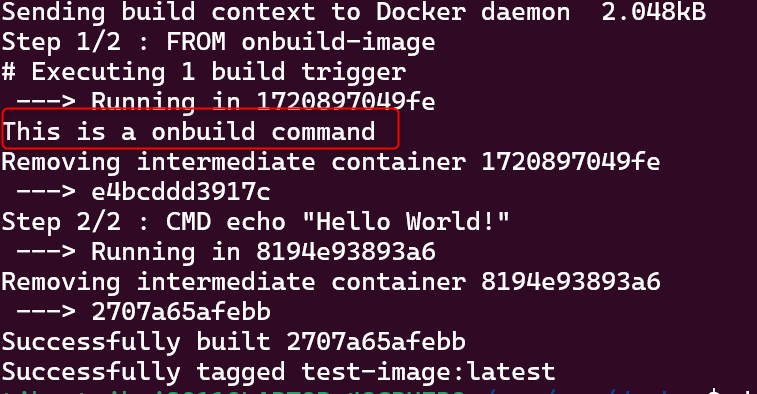 Sending build context to Docker daemon  2.048kB
Step 1/2 : FROM onbuild-image
# Executing 1 build trigger
 ---> Running in 1720897049fe
This is a onbuild command
Removing intermediate container 1720897049fe
 ---> e4bcddd3917c
Step 2/2 : CMD echo "Hello World!"
 ---> Running in 8194e93893a6
Removing intermediate container 8194e93893a6
 ---> 2707a65afebb
Successfully built 2707a65afebb
Successfully tagged test-image:latest